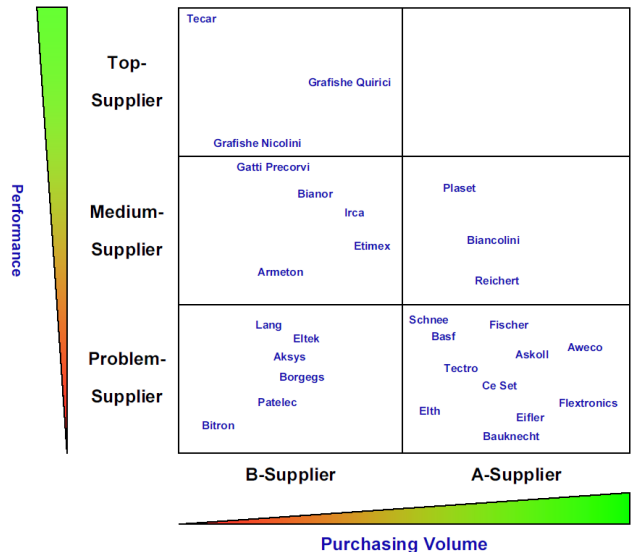 Performance
Top-
Supplier
Tecar
Grafishe Quirici
Grafishe Nicolini
Medium-
Supplier
Gatti Precorvi
Bianor
Irca
Etimex
Armeton
Plaset
Biancolini
Reichert
Problem-
Supplier
Lang
Eltek
Aksys
Borgegs
Patelec
Bitron
Schnee
Fischer
Basf
Aweco
Askoll
Tectro
Ce Set
Flextronics
Elth
Eifler
Bauknecht
B-Supplier
A-Supplier
Purchasing Volume